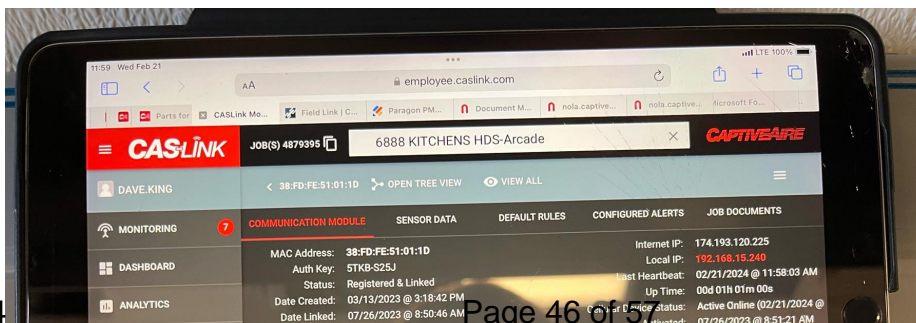 11:59 Wed Feb 21
LTE 100%
AA
employee.caslink.com
Parts for
CASLink Mo...
Field Link | C...
Paragon PM...
Document M...
nola.captive...
nola.captive...
Microsoft Fo...
CASLINK
JOB(S) 4879395
6888 KITCHENS HDS-Arcade
CAPTIVEAIRE
DAVE.KING
38:FD:FE:51:01:1D
OPEN TREE VIEW
VIEW ALL
MONITORING 7
COMMUNICATION MODULE
SENSOR DATA
DEFAULT RULES
CONFIGURED ALERTS
JOB DOCUMENTS
DASHBOARD
ANALYTICS
MAC Address: 38:FD:FE:51:01:1D
Auth Key: 5TKB-S25J
Status: Registered & Linked
Date Created: 03/13/2023 @ 3:18:42 PM
Date Linked: 07/26/2023 @ 8:50:46 AM
Internet IP: 174.193.120.225
Local IP: 192.168.15.240
Last Heartbeat: 02/21/2024 @ 11:58:03 AM
Up Time: 00d 01h 01m 00s
Cellular Device Status: Active Online (02/21/2024 @
07/26/2023 @ 8:51:21 AM
Page 46 of 57